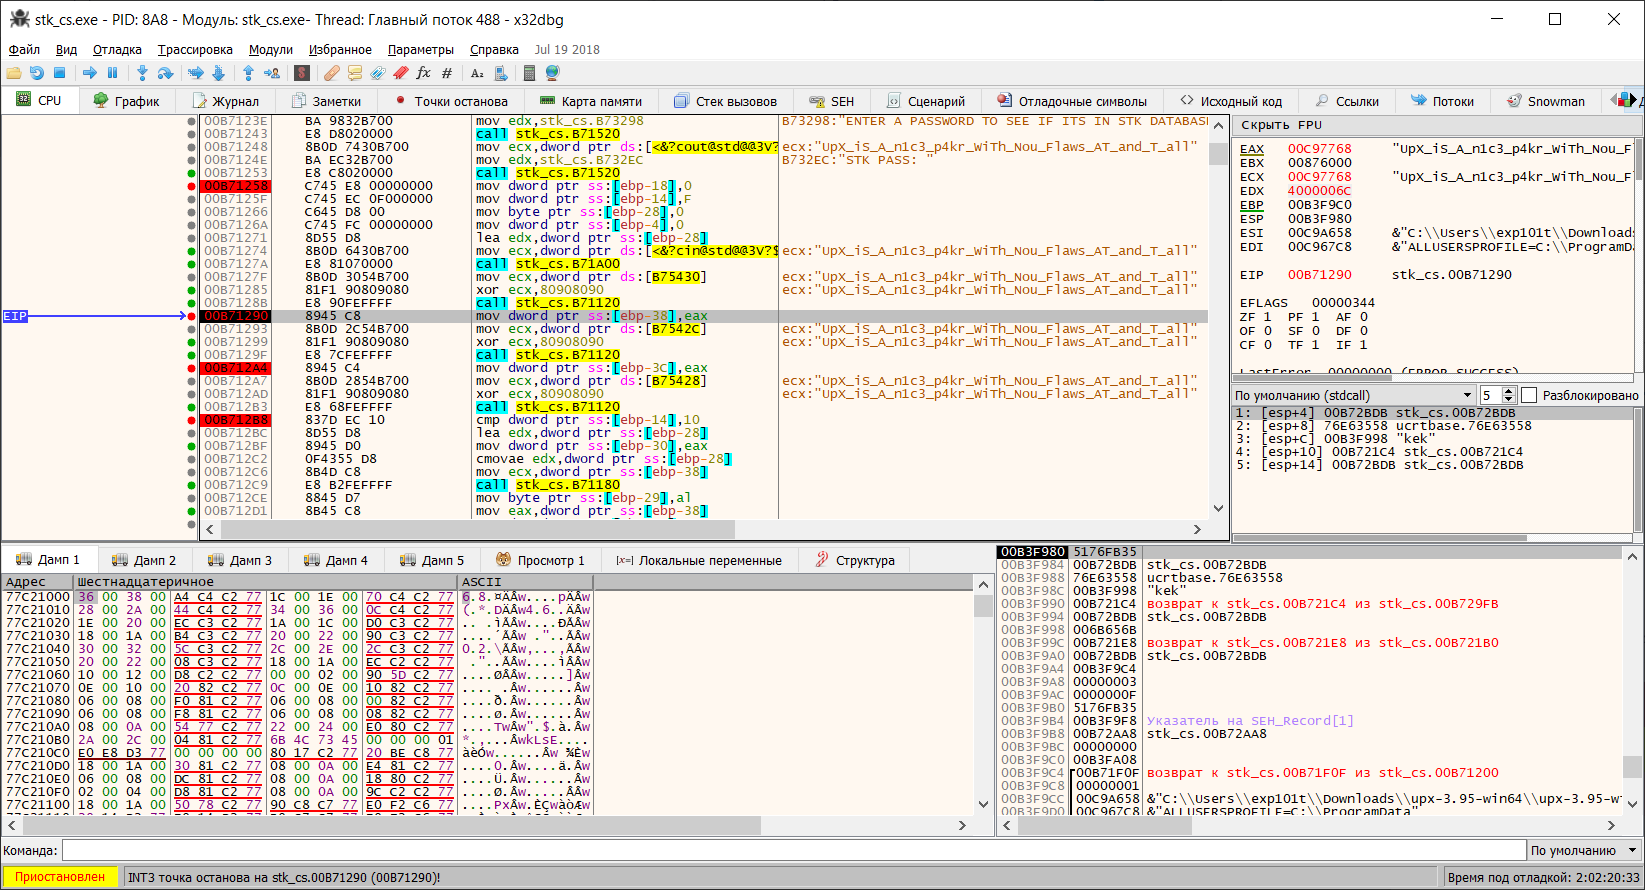 stk_cs.exe - PID: 8A8 - Модуль: stk_cs.exe- Thread: Главный поток 488 - x32dbg
Файл Вид Отладка Трассировка Модули Избранное Параметры Справка Jul 19 2018
CPU График Журнал Заметки Точки останова Карта памяти Стек вызовов SEH Сценарий Отладочные символы Исходный код Ссылки Потоки Snowman
00B7123E BA 9832B700 mov edx,stk_cs.B73298 B73298:"ENTER A PASSWORD TO SEE IF ITS IN STK DATABAS
00B71243 E8 D8020000 call stk_cs.B71520
00B71248 8B0D 7430B700 mov ecx,dword ptr ds:[<&?cout@std@@3V? ecx:"UpX_iS_A_n1c3_p4kr_WiTh_Nou_Flaws_AT_and_T_all"
00B7124E BA EC32B700 mov edx,stk_cs.B732EC B732EC:"STK PASS: "
00B71253 E8 C8020000 call stk_cs.B71520
00B71258 C745 E8 00000000 mov dword ptr ss:[ebp-18],0
00B7125F C745 EC 0F000000 mov dword ptr ss:[ebp-14],F
00B71266 C645 D8 00 mov byte ptr ss:[ebp-28],0
00B7126A C745 FC 00000000 mov dword ptr ss:[ebp-4],0
00B71271 8D55 D8 lea edx,dword ptr ss:[ebp-28]
00B71274 8B0D 6430B700 mov ecx,dword ptr ds:[<&?cin@std@@3V?$ ecx:"UpX_iS_A_n1c3_p4kr_WiTh_Nou_Flaws_AT_and_T_all"
00B7127A E8 81070000 call stk_cs.B71A00
00B7127F 8B0D 3054B700 mov ecx,dword ptr ds:[B75430] ecx:"UpX_iS_A_n1c3_p4kr_WiTh_Nou_Flaws_AT_and_T_all"
00B71285 81F1 90809080 xor ecx,80908090 ecx:"UpX_iS_A_n1c3_p4kr_WiTh_Nou_Flaws_AT_and_T_all"
00B7128B E8 90FEFFFF call stk_cs.B71120
EIP 00B71290 8945 C8 mov dword ptr ss:[ebp-38],eax
00B71293 8B0D 2C54B700 mov ecx,dword ptr ds:[B7542C] ecx:"UpX_iS_A_n1c3_p4kr_WiTh_Nou_Flaws_AT_and_T_all"
00B71299 81F1 90809080 xor ecx,80908090 ecx:"UpX_iS_A_n1c3_p4kr_WiTh_Nou_Flaws_AT_and_T_all"
00B7129F E8 7CFEFFFF call stk_cs.B71120
00B712A4 8945 C4 mov dword ptr ss:[ebp-3C],eax
00B712A7 8B0D 2854B700 mov ecx,dword ptr ds:[B75428] ecx:"UpX_iS_A_n1c3_p4kr_WiTh_Nou_Flaws_AT_and_T_all"
00B712AD 81F1 90809080 xor ecx,80908090 ecx:"UpX_iS_A_n1c3_p4kr_WiTh_Nou_Flaws_AT_and_T_all"
00B712B3 E8 68FEFFFF call stk_cs.B71120
00B712B8 837D EC 10 cmp dword ptr ss:[ebp-14],10
00B712BC 8D55 D8 lea edx,dword ptr ss:[ebp-28]
00B712BF 8945 D0 mov dword ptr ss:[ebp-30],eax
00B712C2 0F4355 D8 cmovae edx,dword ptr ss:[ebp-28]
00B712C6 8B4D C8 mov ecx,dword ptr ss:[ebp-38]
00B712C9 E8 B2FEFFFF call stk_cs.B71180
00B712CE 8845 D7 mov byte ptr ss:[ebp-29],al
00B712D1 8B45 C8 mov eax,dword ptr ss:[ebp-38]
Скрыть FPU
EAX 00C97768 "UpX_iS_A_n1c3_p4kr_WiTh_Nou_F
EBX 00876000
ECX 00C97768 "UpX_iS_A_n1c3_p4kr_WiTh_Nou_F
EDX 4000006C
EBP 00B3F9C0
ESP 00B3F980
ESI 00C9A658 &"C:\\Users\\exp101t\\Downloads
EDI 00C967C8 &"ALLUSERSPROFILE=C:\\ProgramDa
EIP 00B71290 stk_cs.00B71290
EFLAGS 00000344
ZF 1 PF 1 AF 0
OF 0 SF 0 DF 0
CF 0 TF 1 IF 1
LastError 00000000 (ERROR_SUCCESS)
По умолчанию (stdcall) 5 Разблокировано
1: [esp+4] 00B72BDB stk_cs.00B72BDB
2: [esp+8] 76E63558 ucrtbase.76E63558
3: [esp+C] 00B3F998 "kek"
4: [esp+10] 00B721C4 stk_cs.00B721C4
5: [esp+14] 00B72BDB stk_cs.00B72BDB
Дамп 1 Дамп 2 Дамп 3 Дамп 4 Дамп 5 Просмотр 1 [x=] Локальные переменные Структура
Адрес Шестнадцатеричное ASCII
77C21000 36 00 38 00 A4 C4 C2 77 1C 00 1E 00 70 C4 C2 77 6.8.¤ÄÂw....pÄÂw
77C21010 28 00 2A 00 44 C4 C2 77 34 00 36 00 0C C4 C2 77 (.*.DÄÂw4.6..ÄÂw
77C21020 1E 00 20 00 EC C3 C2 77 1A 00 1C 00 D0 C3 C2 77 .. .ìÃÂw....ÐÃÂw
77C21030 18 00 1A 00 B4 C3 C2 77 20 00 22 00 90 C3 C2 77 ....´ÃÂw ."..ÃÂw
77C21040 30 00 32 00 5C C3 C2 77 2C 00 2E 00 2C C3 C2 77 0.2.\ÃÂw,...,ÃÂw
77C21050 20 00 22 00 08 C3 C2 77 18 00 1A 00 EC C2 C2 77 ."..ÃÂw....ìÂÂw
77C21060 10 00 12 00 D8 C2 C2 77 00 00 02 00 90 5D C2 77 ....ØÂÂw.....]Âw
77C21070 0E 00 10 00 20 82 C2 77 0C 00 0E 00 10 82 C2 77 .... .Âw......Âw
77C21080 06 00 08 00 F0 81 C2 77 06 00 08 00 00 82 C2 77 ....ð.Âw......Âw
77C21090 06 00 08 00 F8 81 C2 77 06 00 08 00 08 82 C2 77 ....ø.Âw......Âw
77C210A0 08 00 0A 00 54 77 C2 77 22 00 24 00 E0 80 C2 77 ....TwÂw".$.à.Âw
77C210B0 2A 00 2C 00 04 81 C2 77 6B 4C 73 45 00 00 00 01 *.,...ÂwkLsE....
77C210C0 E0 E8 D3 77 00 00 00 00 80 17 C2 77 20 BE C8 77 àèÓw......Âw ¾Èw
77C210D0 18 00 1A 00 30 81 C2 77 08 00 0A 00 E4 81 C2 77 ....0.Âw....ä.Âw
77C210E0 06 00 08 00 DC 81 C2 77 08 00 0A 00 18 80 C2 77 ....Ü.Âw......Âw
77C210F0 02 00 04 00 D8 81 C2 77 06 00 08 00 9C C2 C2 77 ....Ø.Âw.....ÂÂw
77C21100 18 00 1A 00 50 78 C2 77 90 C8 C7 77 E0 F2 C6 77 ....PxÂw.ÈÇwàòÆw
00B3F980 5176FB35
00B3F984 00B72BDB stk_cs.00B72BDB
00B3F988 76E63558 ucrtbase.76E63558
00B3F98C 00B3F998 "kek"
00B3F990 00B721C4 возврат к stk_cs.00B721C4 из stk_cs.00B729FB
00B3F994 00B72BDB stk_cs.00B72BDB
00B3F998 006B656B
00B3F99C 00B721E8 возврат к stk_cs.00B721E8 из stk_cs.00B721B0
00B3F9A0 00B72BDB stk_cs.00B72BDB
00B3F9A4 00B3F9C4
00B3F9A8 00000003
00B3F9AC 0000000F
00B3F9B0 5176FB35
00B3F9B4 00B3F9F8 Указатель на SEH_Record[1]
00B3F9B8 00B72AA8 stk_cs.00B72AA8
00B3F9BC 00000000
00B3F9C0 00B3FA08
00B3F9C4 00B71F0F возврат к stk_cs.00B71F0F из stk_cs.00B71200
00B3F9C8 00000001
00B3F9CC 00C9A658 &"C:\\Users\\exp101t\\Downloads\\upx-3.95-win64\\upx-3.95-w
00B3F9D0 00C967C8 &"ALLUSERSPROFILE=C:\\ProgramData"
Команда: По умолчанию
Приостановлен INT3 точка останова на stk_cs.00B71290 (00B71290)! Время под отладкой: 2:02:20:33